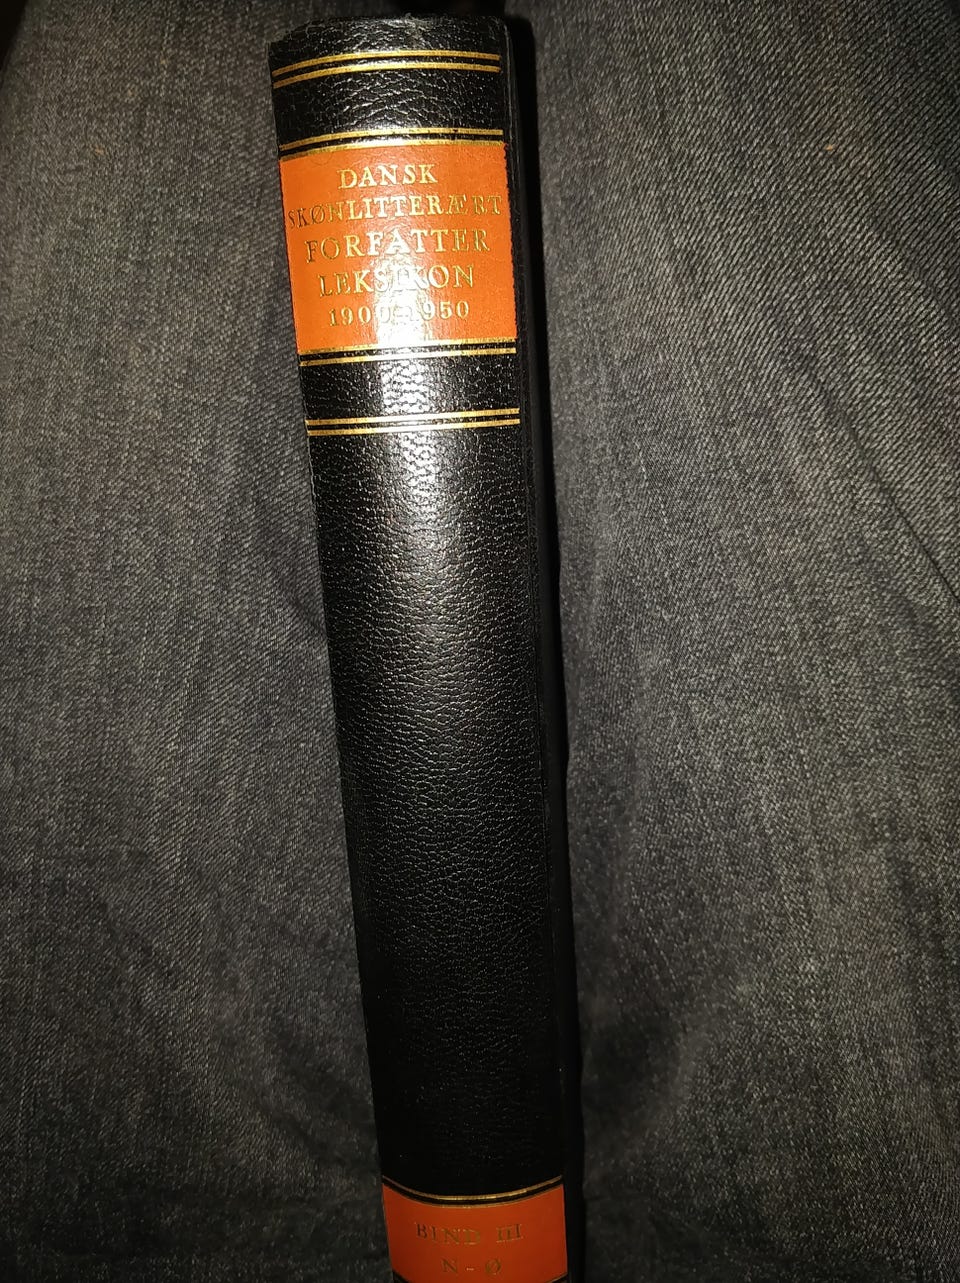 DANSK
SKØNLITTERÆRT
FORFATTER
LEKSIKON
1900-1950
BIND III
N - Ø